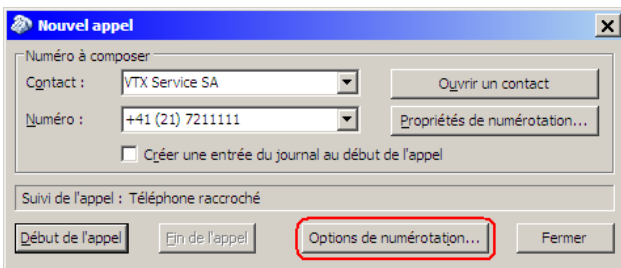 Nouvel appel
Numéro à composer
Contact : VTX Service SA Ouvrir un contact
Numéro : +41 (21) 7211111 Propriétés de numérotation...
Créer une entrée du journal au début de l'appel
Suivi de l'appel : Téléphone raccroché
Début de l'appel Fin de l'appel Options de numérotation... Fermer